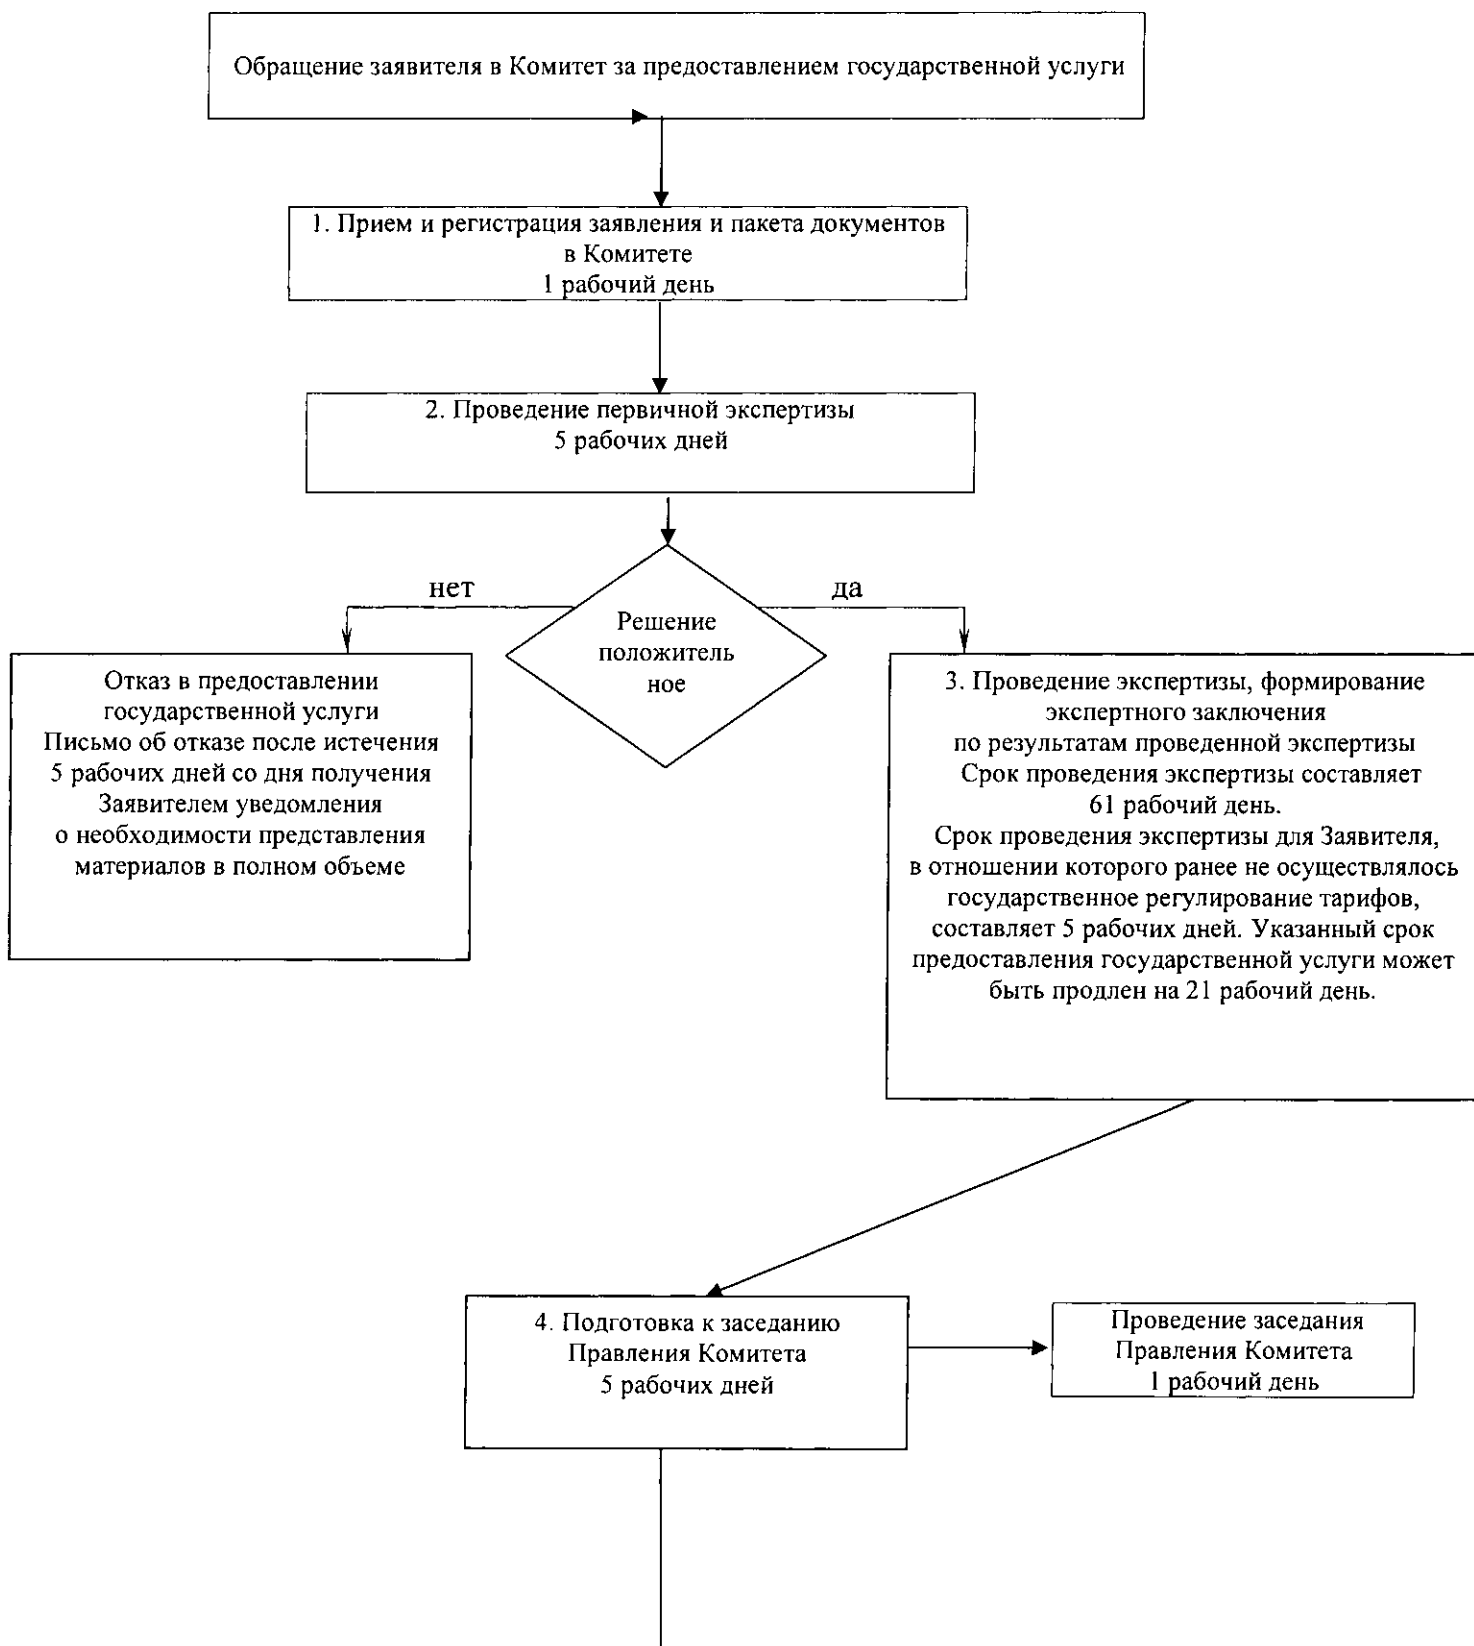 Обращение заявителя в Комитет за предоставлением государственной услуги
1. Прием и регистрация заявления и пакета документов
в Комитете
1 рабочий день
2. Проведение первичной экспертизы
5 рабочих дней
нет
да
Решение
положитель
ное
Отказ в предоставлении
государственной услуги
Письмо об отказе после истечения
5 рабочих дней со дня получения
Заявителем уведомления
о необходимости представления
материалов в полном объеме
3. Проведение экспертизы, формирование
экспертного заключения
по результатам проведенной экспертизы
Срок проведения экспертизы составляет
61 рабочий день.
Срок проведения экспертизы для Заявителя,
в отношении которого ранее не осуществлялось
государственное регулирование тарифов,
составляет 5 рабочих дней. Указанный срок
предоставления государственной услуги может
быть продлен на 21 рабочий день.
4. Подготовка к заседанию
Правления Комитета
5 рабочих дней
Проведение заседания
Правления Комитета
1 рабочий день